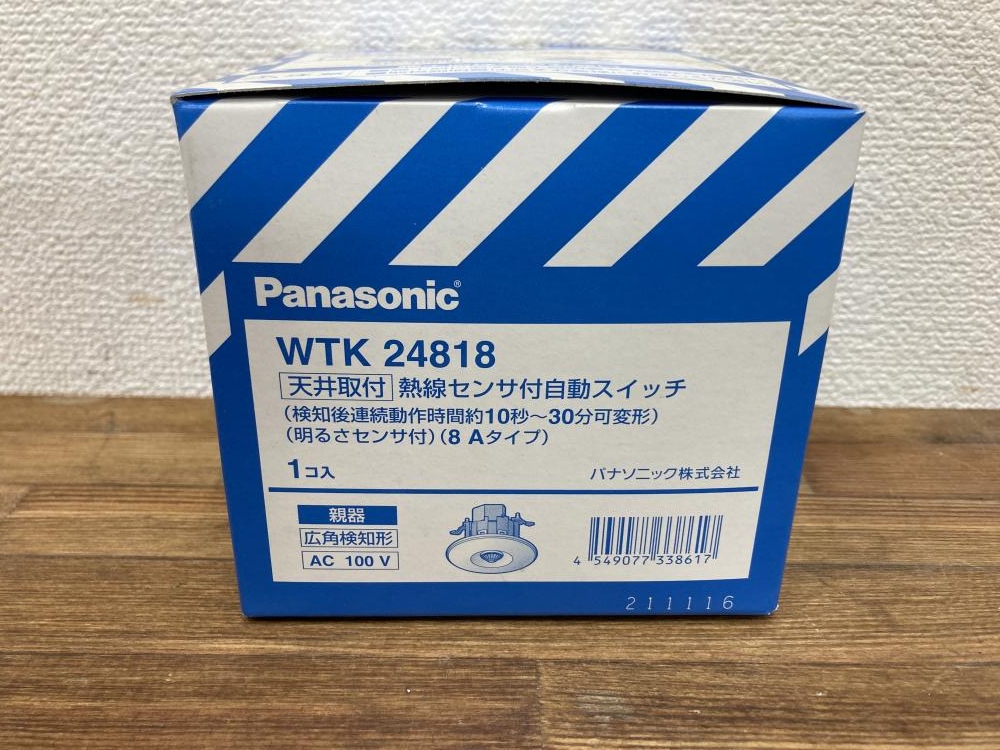 Panasonic®
WTK 24818
天井取付 熱線センサ付自動スイッチ
（検知後連続動作時間約10秒〜30分可変形）
（明るさセンサ付）（8 Aタイプ）
1コ入 パナソニック株式会社
親器
広角検知形
AC 100 V
4 549077 338617
211116